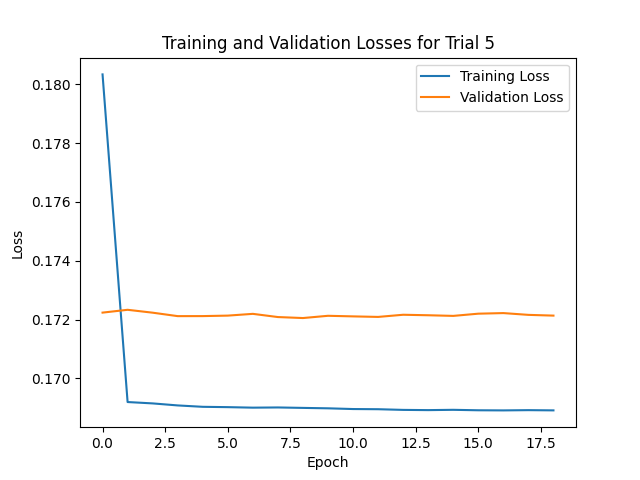 Training and Validation Losses for Trial 5
Training Loss
Validation Loss
0.180
0.178
0.176
0.174
0.172
0.170
Loss
0.0 2.5 5.0 7.5 10.0 12.5 15.0 17.5
Epoch